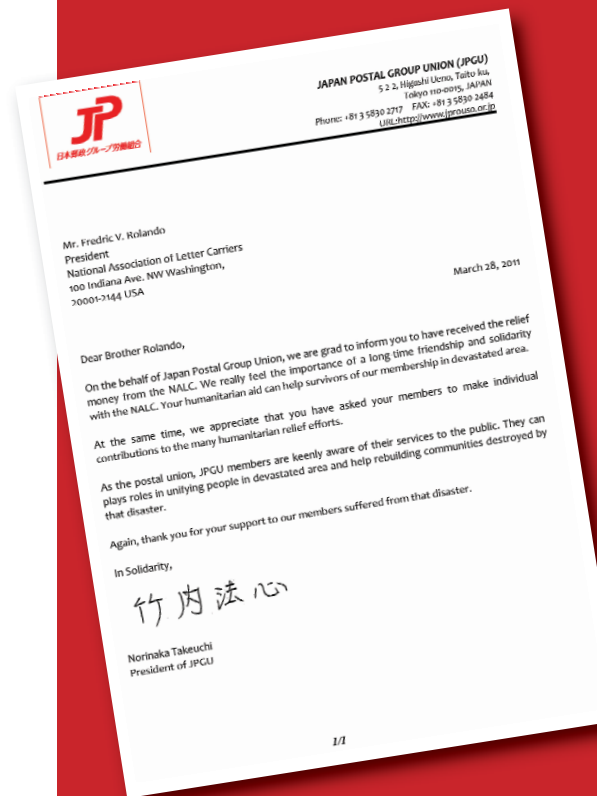 JP
日本郵政グループ労働組合
JAPAN POSTAL GROUP UNION (JPGU)
5 2 2, Higashi Ueno, Taito ku,
Tokyo 110-0015, JAPAN
Phone: +81 3 5830 2717 FAX: +81 3 5830 2484
URL:http://www.jprouso.or.jp
Mr. Fredric V. Rolando
President
National Association of Letter Carriers
100 Indiana Ave. NW Washington,
20001-2144 USA
March 28, 2011
Dear Brother Rolando,
On the behalf of Japan Postal Group Union, we are grad to inform you to have received the relief
money from the NALC. We really feel the importance of a long time friendship and solidarity
with the NALC. Your humanitarian aid can help survivors of our membership in devastated area.
At the same time, we appreciate that you have asked your members to make individual
contributions to the many humanitarian relief efforts.
As the postal union, JPGU members are keenly aware of their services to the public. They can
plays roles in unifying people in devastated area and help rebuilding communities destroyed by
that disaster.
Again, thank you for your support to our members suffered from that disaster.
In Solidarity,
竹内法心
Norinaka Takeuchi
President of JPGU
1/1